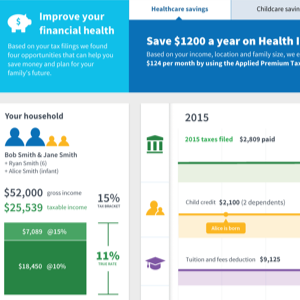 Improve your
financial health
Based on your tax filings we found
four opportunities that can help you
save money and plan for your
family's future.
Healthcare savings
Childcare savin
Save $1200 a year on Health I
Based on your income, location and family size, we e
$124 per month by using the Applied Premium Tax
Your household
Bob Smith & Jane Smith
+ Ryan Smith (6)
+ Alice Smith (infant)
$52,000 gross income
$25,539 taxable income
15%
TAX BRACKET
$7,089 @15%
$18,450 @10%
11%
TRUE RATE
2015
2015 taxes filed $2,809 paid
Child credit $2,100 (2 dependents)
Alice is born
Tuition and fees deduction $9,125